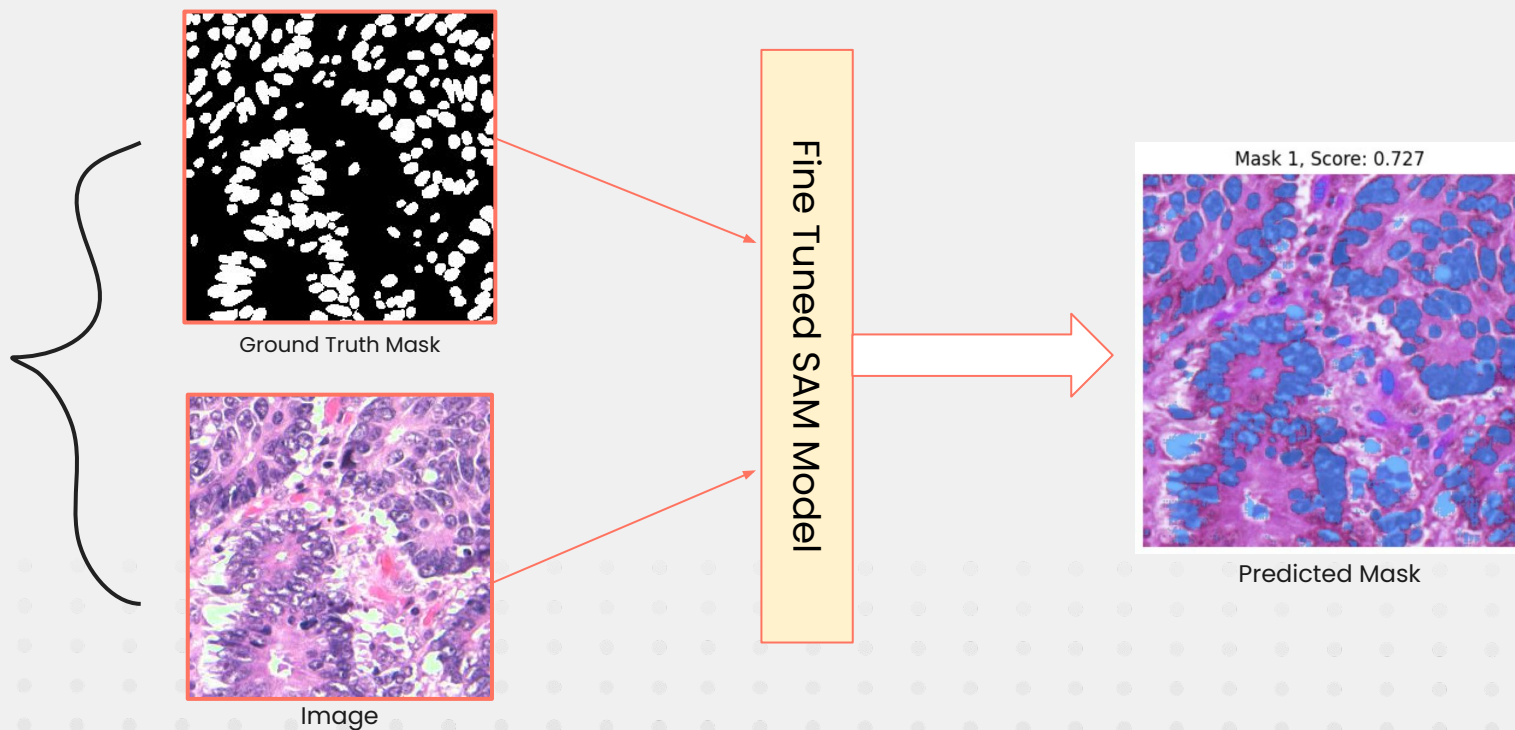 Ground Truth Mask
Image
Fine Tuned SAM Model
Mask 1, Score: 0.727
Predicted Mask